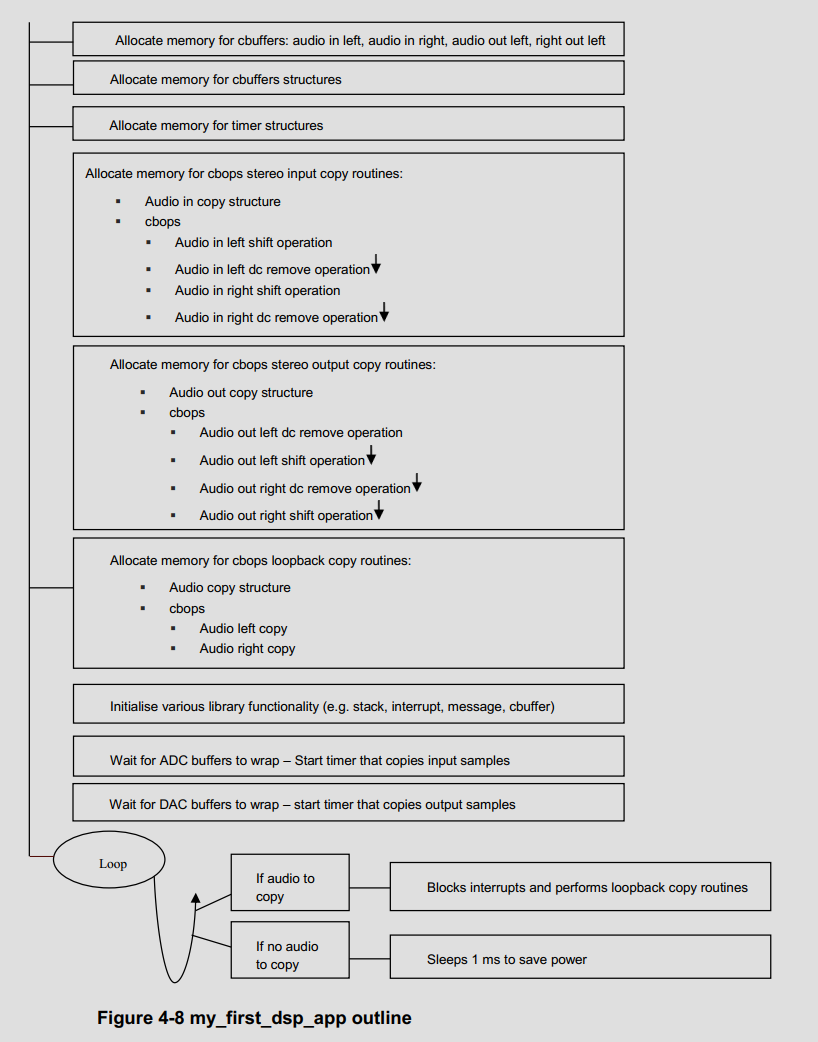 Allocate memory for cbuffers: audio in left, audio in right, audio out left, right out left
Allocate memory for cbuffers structures
Allocate memory for timer structures
Allocate memory for cbops stereo input copy routines:
▪ Audio in copy structure
▪ cbops
▪ Audio in left shift operation
▪ Audio in left dc remove operation
▪ Audio in right shift operation
▪ Audio in right dc remove operation
Allocate memory for cbops stereo output copy routines:
▪ Audio out copy structure
▪ cbops
▪ Audio out left dc remove operation
▪ Audio out left shift operation
▪ Audio out right dc remove operation
▪ Audio out right shift operation
Allocate memory for cbops loopback copy routines:
▪ Audio copy structure
▪ cbops
▪ Audio left copy
▪ Audio right copy
Initialise various library functionality (e.g. stack, interrupt, message, cbuffer)
Wait for ADC buffers to wrap – Start timer that copies input samples
Wait for DAC buffers to wrap – start timer that copies output samples
Loop
If audio to
copy
Blocks interrupts and performs loopback copy routines
If no audio
to copy
Sleeps 1 ms to save power
Figure 4-8 my_first_dsp_app outline